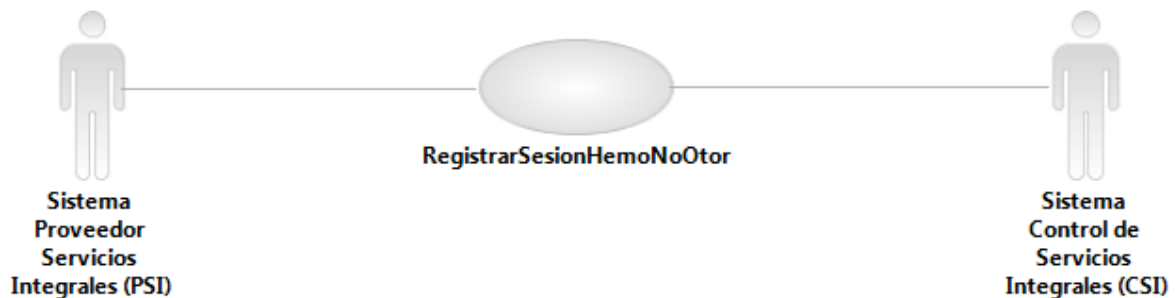 RegistrarSesionHemoNoOtor
Sistema
Proveedor
Servicios
Integrales (PSI)
Sistema
Control de
Servicios
Integrales (CSI)